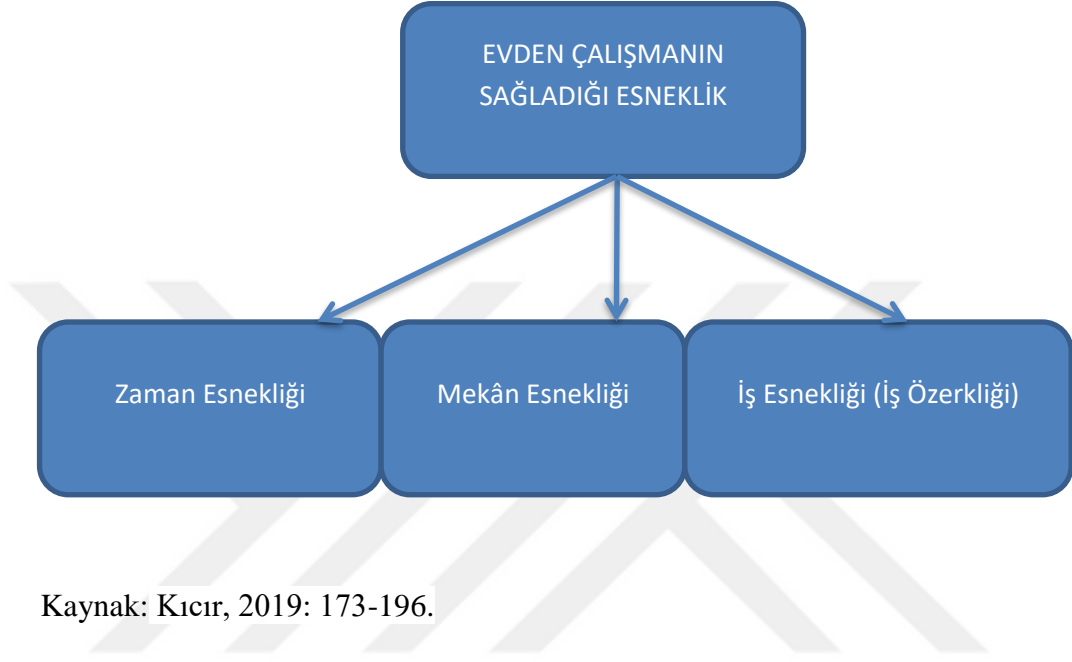 EVDEN ÇALIŞMANIN
SAĞLADIĞI ESNEKLİK
Zaman Esnekliği
Mekân Esnekliği
İş Esnekliği (İş Özerkliği)
Kaynak: Kıcır, 2019: 173-196.